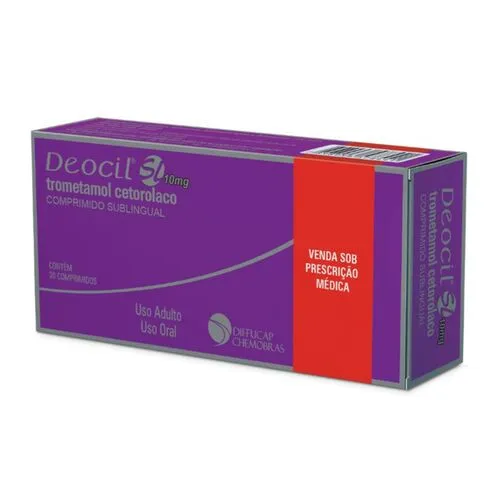 Deocil® SL 10mg
trometamol cetorolaco
COMPRIMIDO SUBLINGUAL
CONTÉM
30 COMPRIMIDOS
Uso Adulto
Uso Oral
DIFFUCAP
CHEMOBRAS
VENDA SOB
PRESCRIÇÃO
MÉDICA
Deocil® SL 10mg
trometamol cetorolaco
COMPRIMIDO SUBLINGUAL